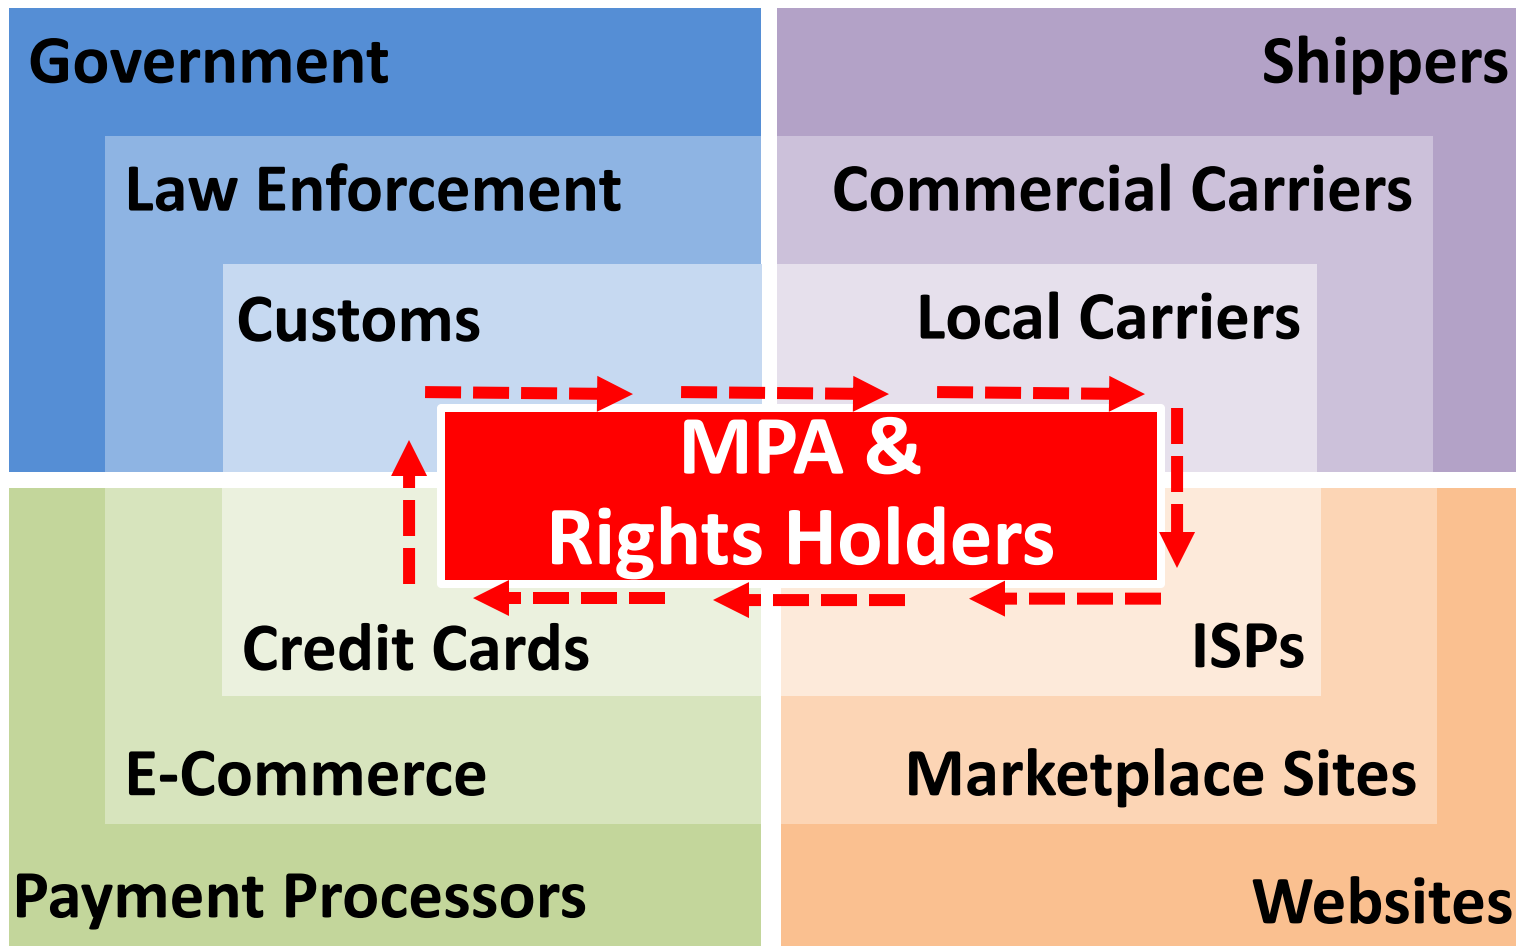 Government
Shippers
Law Enforcement
Commercial Carriers
Customs
Local Carriers
MPA &
Rights Holders
Credit Cards
ISPs
E-Commerce
Marketplace Sites
Payment Processors
Websites